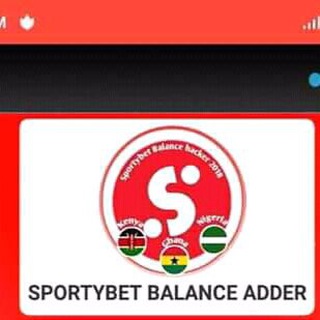 M
Sportybet Balance hacker 2018
Kenya
Ghana
Nigeria
SPORTYBET BALANCE ADDER